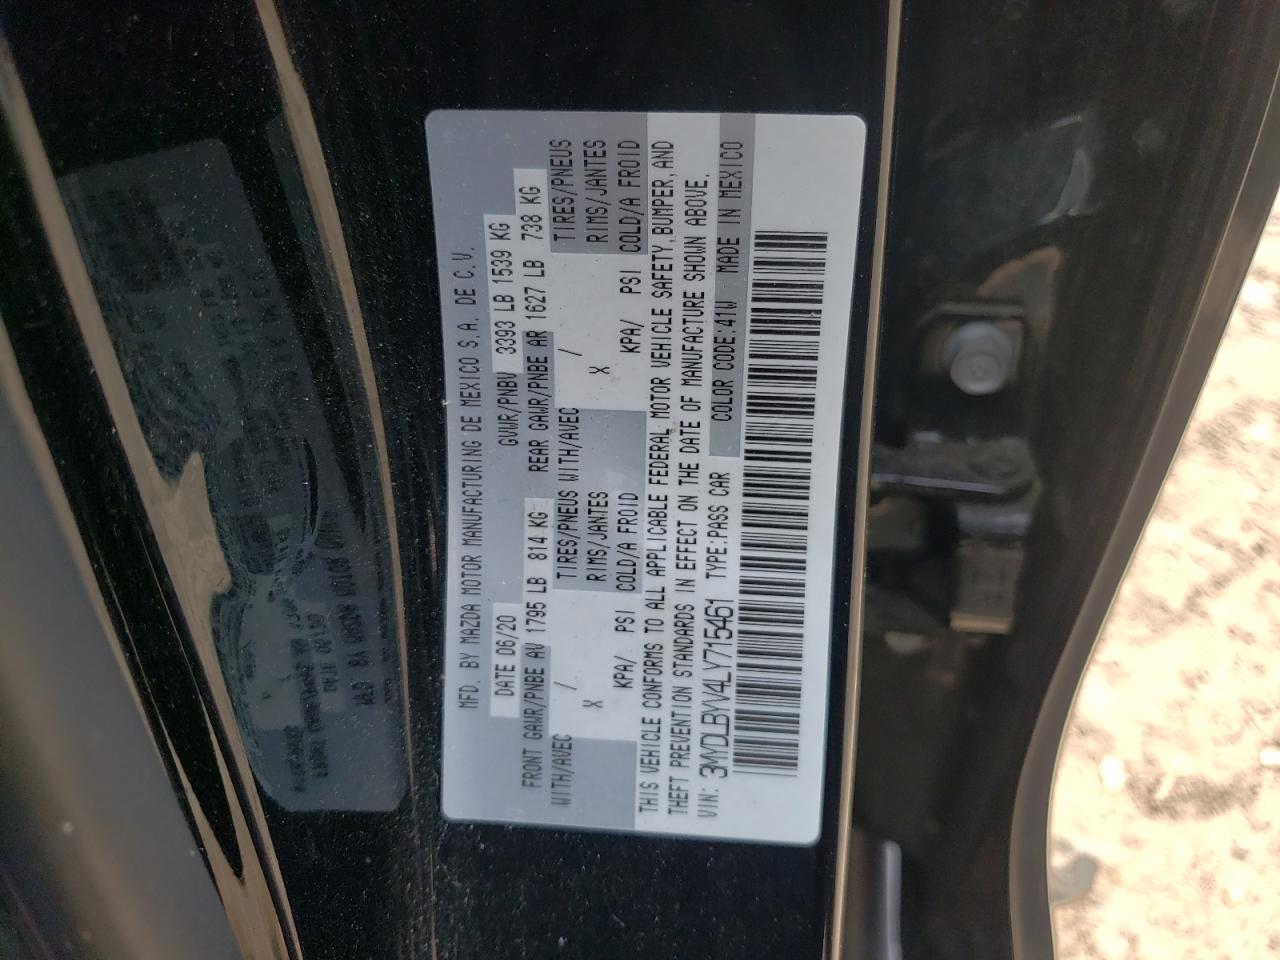 MFD. BY MAZDA MOTOR MANUFACTURING DE MEXICO S.A. DE C.V.
DATE 06/20 GVWR/PNBV 3393 LB 1539 KG
FRONT GAWR/PNBE AV 1795 LB 814 KG REAR GAWR/PNBE AR 1627 LB 738 KG
WITH/AVEC / TIRES/PNEUS WITH/AVEC / TIRES/PNEUS
X RIMS/JANTES X RIMS/JANTES
KPA/ PSI COLD/A FROID KPA/ PSI COLD/A FROID
THIS VEHICLE CONFORMS TO ALL APPLICABLE FEDERAL MOTOR VEHICLE SAFETY, BUMPER, AND
THEFT PREVENTION STANDARDS IN EFFECT ON THE DATE OF MANUFACTURE SHOWN ABOVE.
VIN: 3MYDLBYV4LY715461 TYPE:PASS CAR COLOR CODE:41W MADE IN MEXICO